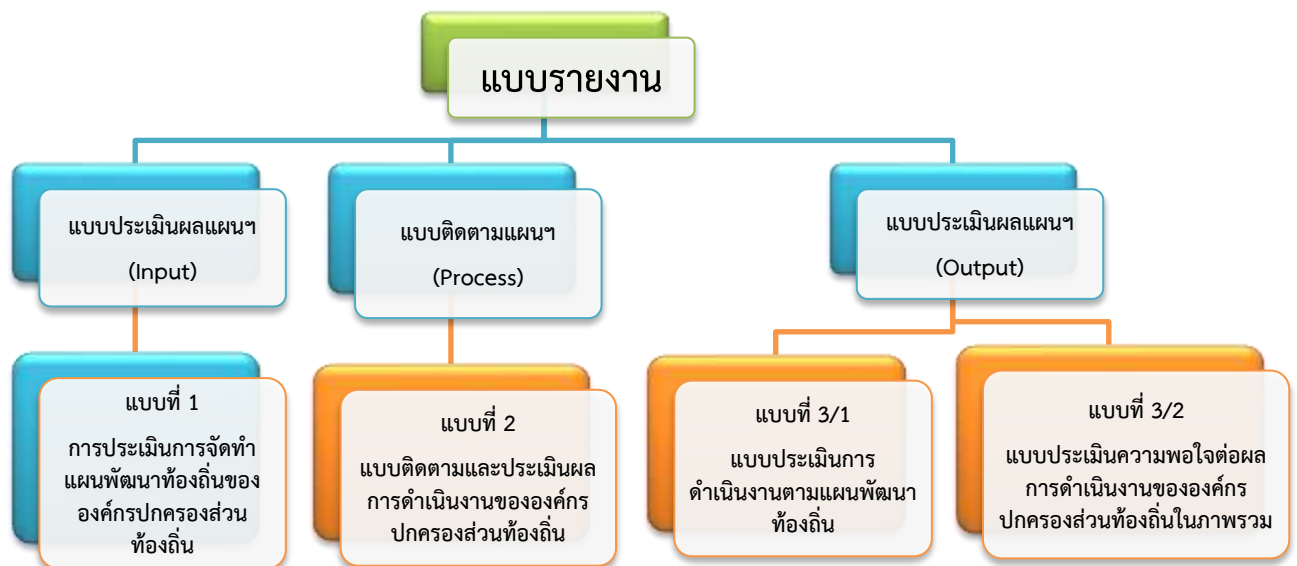 แบบรายงาน
แบบประเมินผลแผนฯ
(Input)
แบบติดตามแผนฯ
(Process)
แบบประเมินผลแผนฯ
(Output)
แบบที่ 1
การประเมินการจัดทำ
แผนพัฒนาท้องถิ่นของ
องค์กรปกครองส่วน
ท้องถิ่น
แบบที่ 2
แบบติดตามและประเมินผล
การดำเนินงานขององค์กร
ปกครองส่วนท้องถิ่น
แบบที่ 3/1
แบบประเมินการ
ดำเนินงานตามแผนพัฒนา
ท้องถิ่น
แบบที่ 3/2
แบบประเมินความพอใจต่อผล
การดำเนินงานขององค์กร
ปกครองส่วนท้องถิ่นในภาพรวม